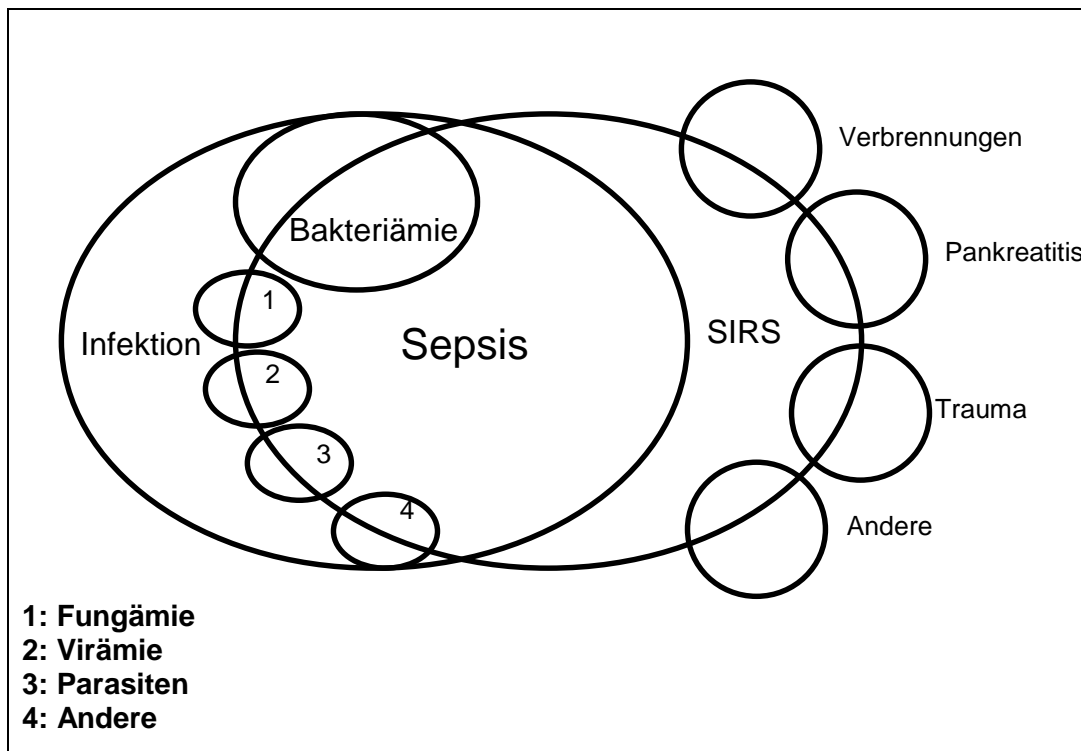 Verbrennungen
Bakteriämie
Pankreatitis
1
Infektion
Sepsis
SIRS
2
Trauma
3
4
Andere
1: Fungämie
2: Virämie
3: Parasiten
4: Andere